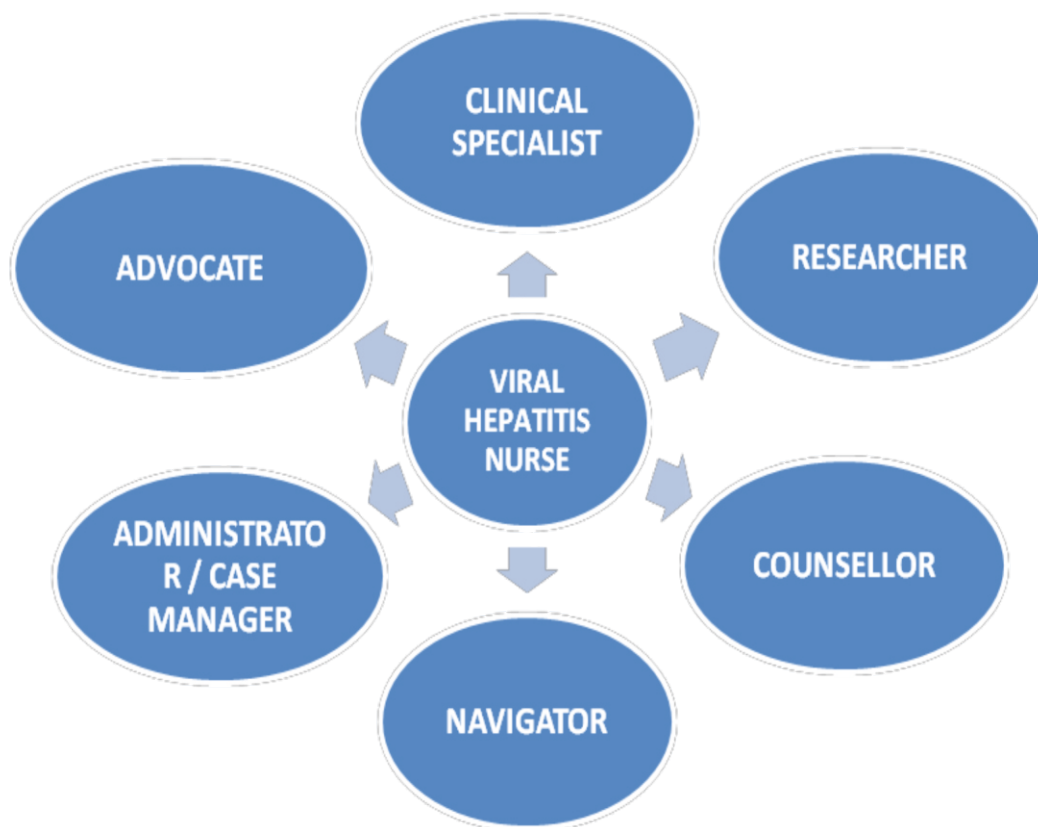 CLINICAL
SPECIALIST
ADVOCATE
RESEARCHER
VIRAL
HEPATITIS
NURSE
ADMINISTRATO
R / CASE
MANAGER
COUNSELLOR
NAVIGATOR